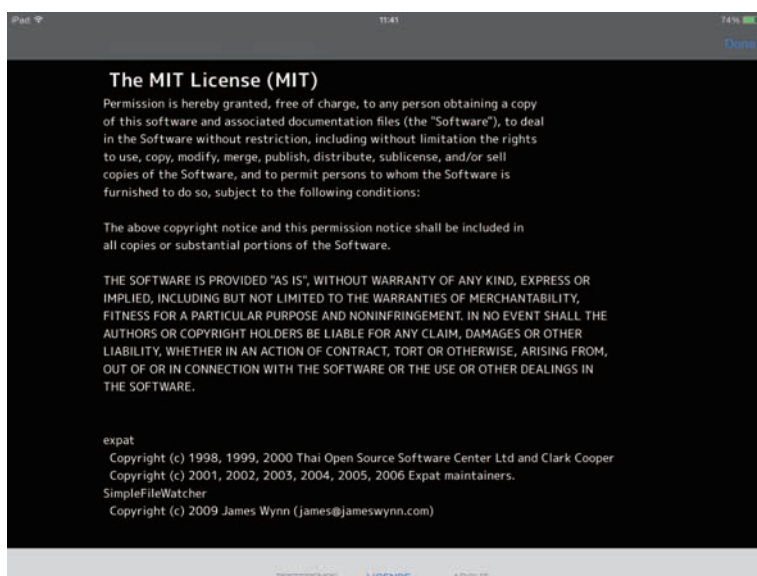 iPad 11:41 74%
Done
The MIT License (MIT)
Permission is hereby granted, free of charge, to any person obtaining a copy
of this software and associated documentation files (the "Software"), to deal
in the Software without restriction, including without limitation the rights
to use, copy, modify, merge, publish, distribute, sublicense, and/or sell
copies of the Software, and to permit persons to whom the Software is
furnished to do so, subject to the following conditions:
The above copyright notice and this permission notice shall be included in
all copies or substantial portions of the Software.
THE SOFTWARE IS PROVIDED "AS IS", WITHOUT WARRANTY OF ANY KIND, EXPRESS OR
IMPLIED, INCLUDING BUT NOT LIMITED TO THE WARRANTIES OF MERCHANTABILITY,
FITNESS FOR A PARTICULAR PURPOSE AND NONINFRINGEMENT. IN NO EVENT SHALL THE
AUTHORS OR COPYRIGHT HOLDERS BE LIABLE FOR ANY CLAIM, DAMAGES OR OTHER
LIABILITY, WHETHER IN AN ACTION OF CONTRACT, TORT OR OTHERWISE, ARISING FROM,
OUT OF OR IN CONNECTION WITH THE SOFTWARE OR THE USE OR OTHER DEALINGS IN
THE SOFTWARE.
expat
Copyright (c) 1998, 1999, 2000 Thai Open Source Software Center Ltd and Clark Cooper
Copyright (c) 2001, 2002, 2003, 2004, 2005, 2006 Expat maintainers.
SimpleFileWatcher
Copyright (c) 2009 James Wynn (james@jameswynn.com)
LICENSE ABOUT